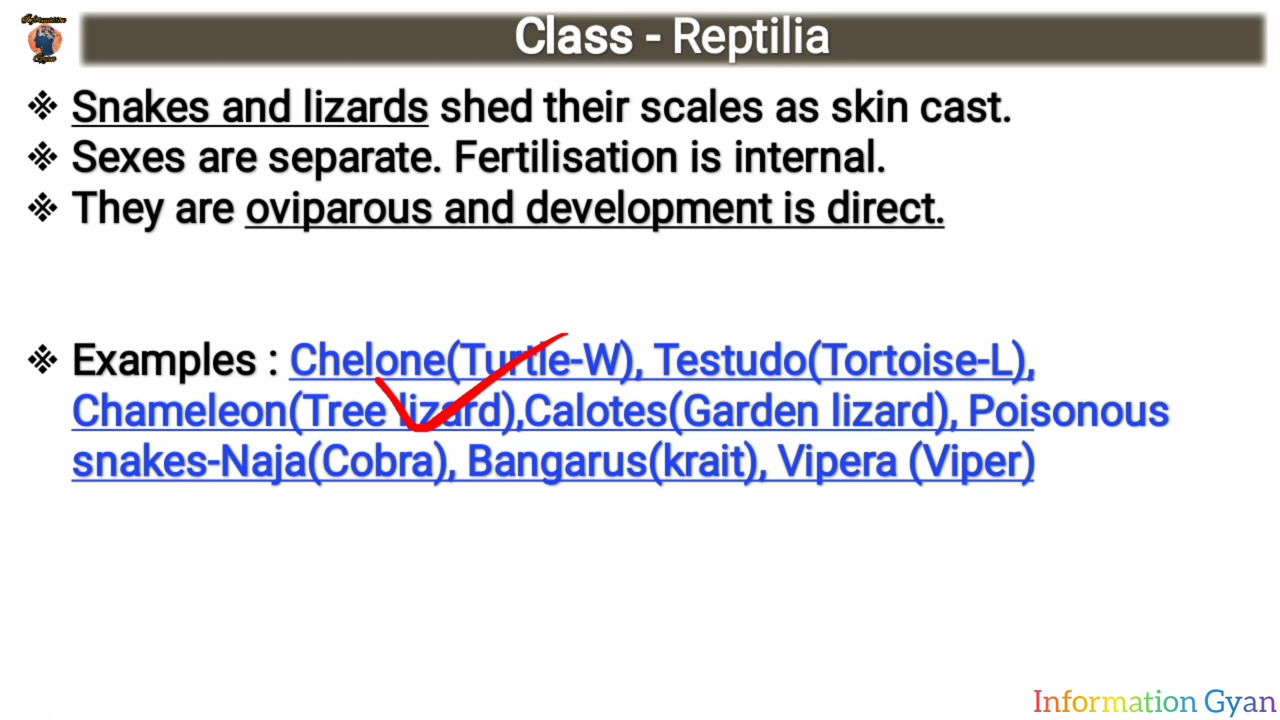 Information
Gyan
Class - Reptilia
Snakes and lizards shed their scales as skin cast.
Sexes are separate. Fertilisation is internal.
They are oviparous and development is direct.
Examples : Chelone(Turtle-W), Testudo(Tortoise-L),
Chameleon(Tree lizard),Calotes(Garden lizard), Poisonous
snakes-Naja(Cobra), Bangarus(krait), Vipera (Viper)
Information Gyan